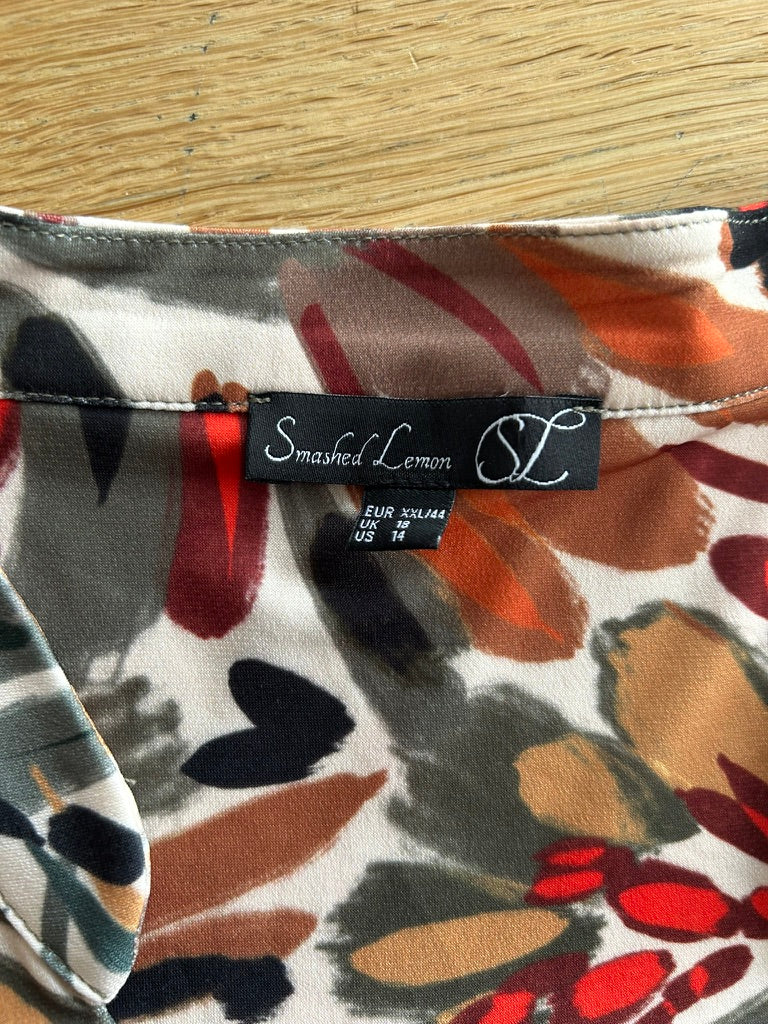 Smashed Lemon SL
EUR XXL/44
UK 18
US 14